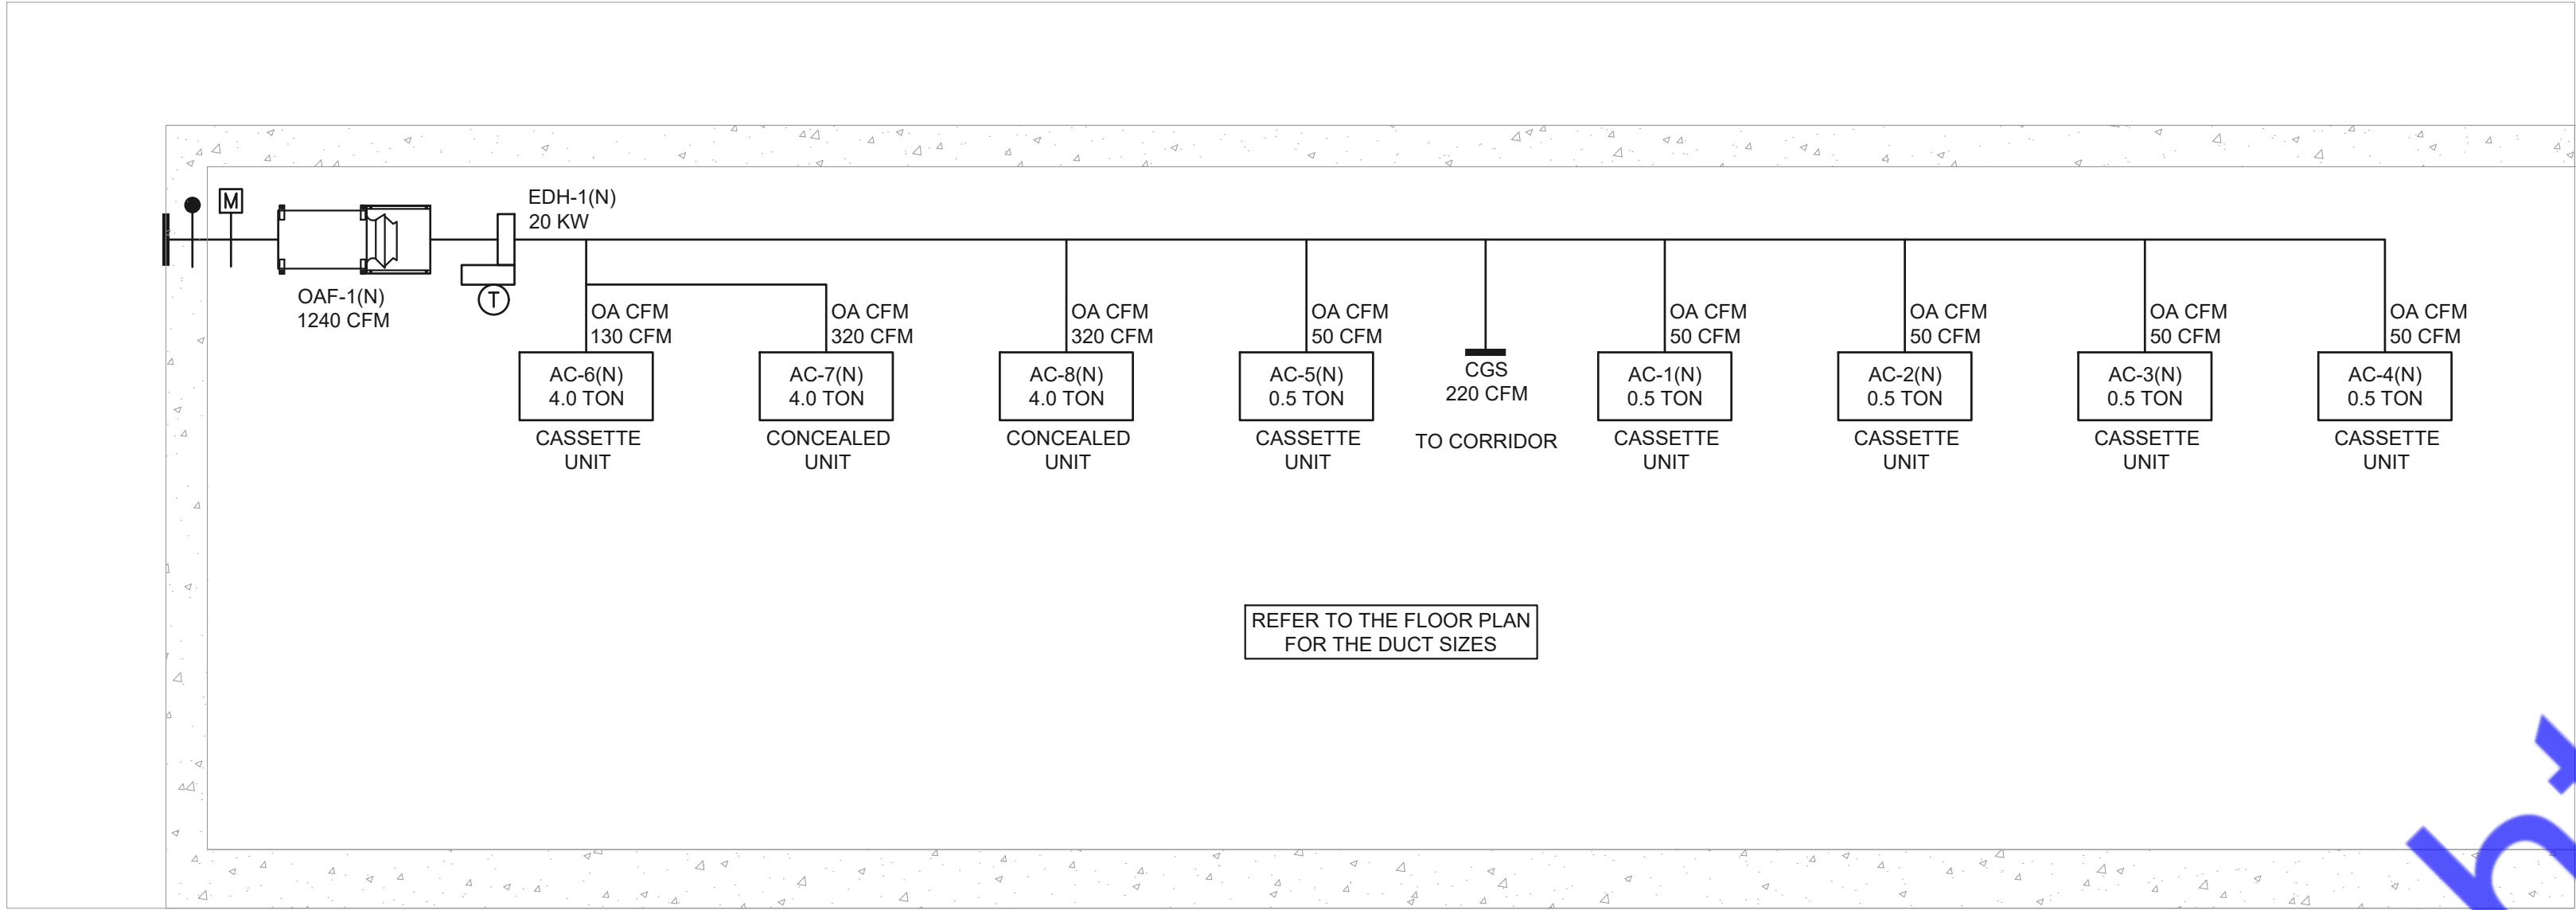 M
EDH-1(N)
20 KW
OAF-1(N)
1240 CFM
T
OA CFM
130 CFM
AC-6(N)
4.0 TON
CASSETTE
UNIT
OA CFM
320 CFM
AC-7(N)
4.0 TON
CONCEALED
UNIT
OA CFM
320 CFM
AC-8(N)
4.0 TON
CONCEALED
UNIT
OA CFM
50 CFM
AC-5(N)
0.5 TON
CASSETTE
UNIT
CGS
220 CFM
TO CORRIDOR
OA CFM
50 CFM
AC-1(N)
0.5 TON
CASSETTE
UNIT
OA CFM
50 CFM
AC-2(N)
0.5 TON
CASSETTE
UNIT
OA CFM
50 CFM
AC-3(N)
0.5 TON
CASSETTE
UNIT
OA CFM
50 CFM
AC-4(N)
0.5 TON
CASSETTE
UNIT
REFER TO THE FLOOR PLAN
FOR THE DUCT SIZES